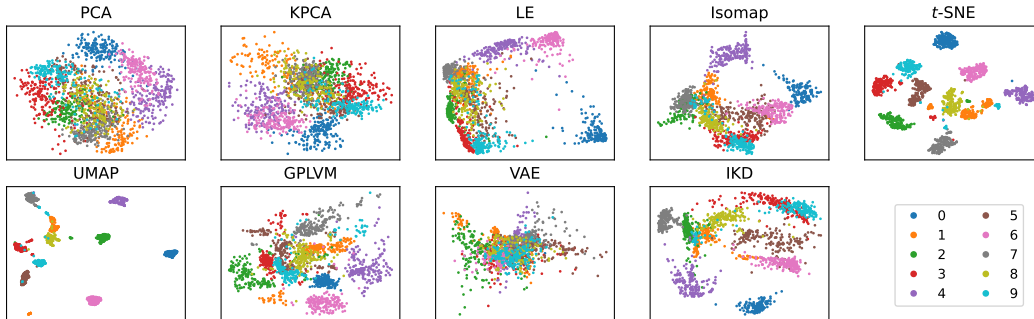 PCA KPCA LE Isomap t-SNE
UMAP GPLVM VAE IKD
0 5
1 6
2 7
3 8
4 9